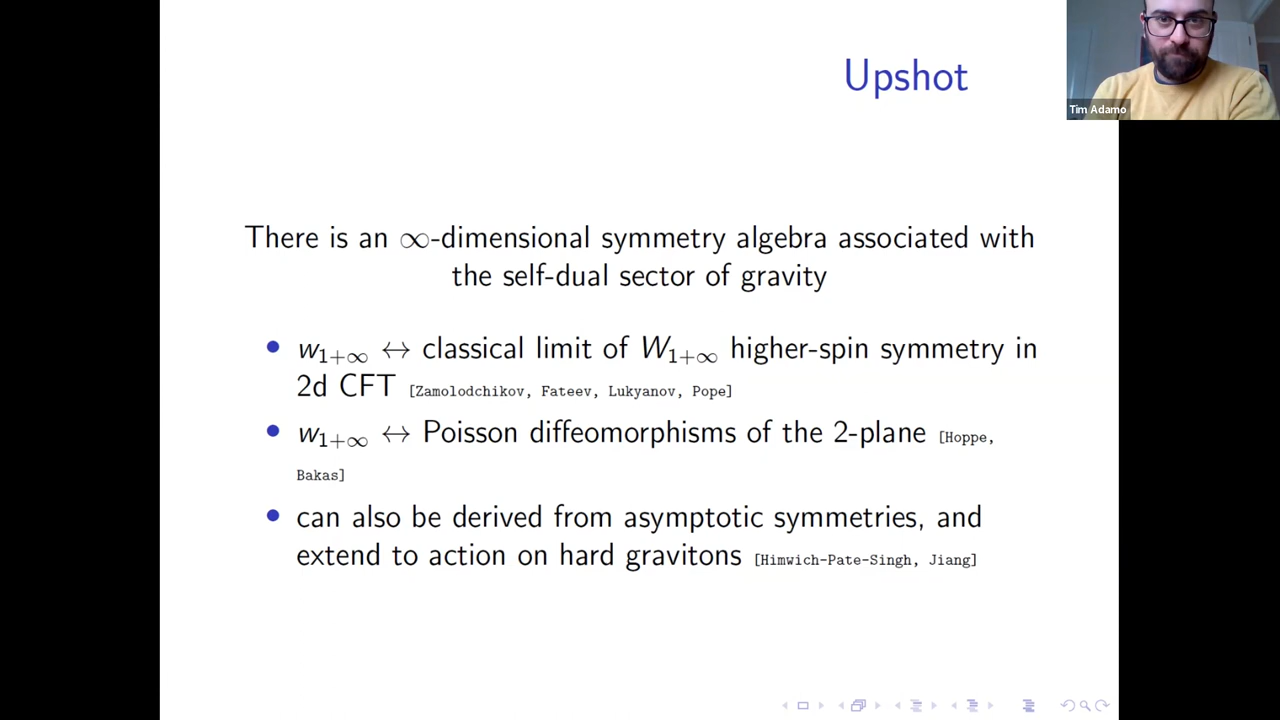 Upshot
Tim Adamo
There is an ∞-dimensional symmetry algebra associated with
the self-dual sector of gravity
• w₁₊∞ ↔ classical limit of W₁₊∞ higher-spin symmetry in
2d CFT [Zamolodchikov, Fateev, Lukyanov, Pope]
• w₁₊∞ ↔ Poisson diffeomorphisms of the 2-plane [Hoppe,
Bakas]
• can also be derived from asymptotic symmetries, and
extend to action on hard gravitons [Himwich-Pate-Singh, Jiang]